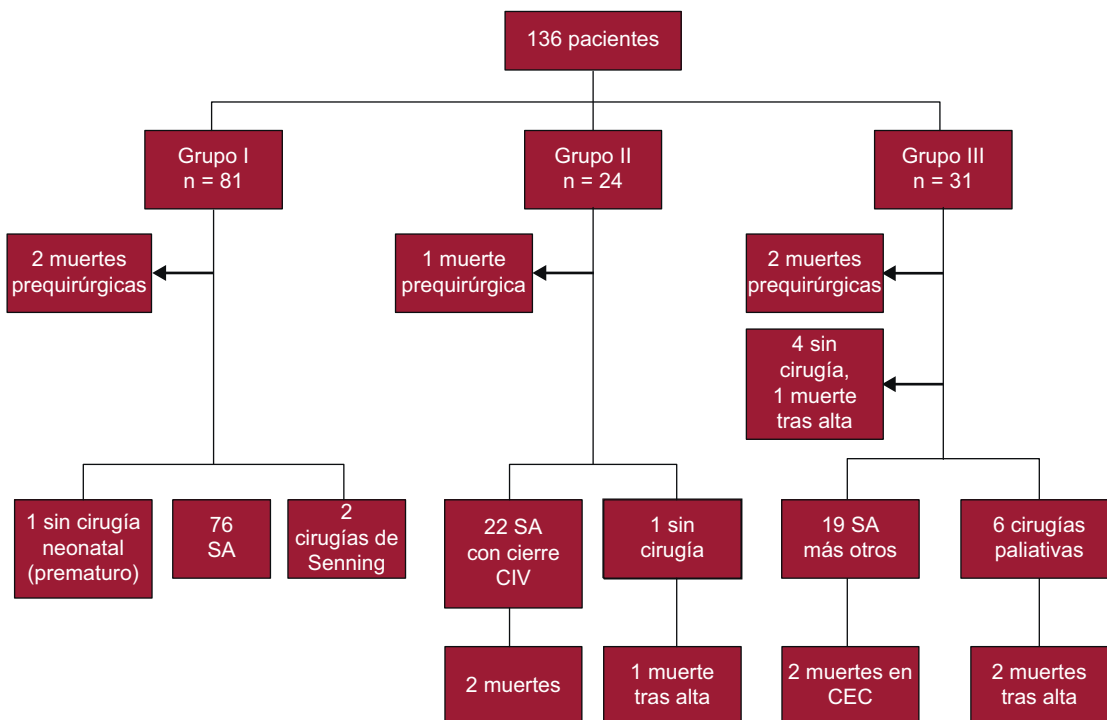 136 pacientes
Grupo I
n = 81
Grupo II
n = 24
Grupo III
n = 31
2 muertes
prequirúrgicas
1 muerte
prequirúrgica
2 muertes
prequirúrgicas
4 sin
cirugía,
1 muerte
tras alta
1 sin cirugía
neonatal
(prematuro)
76
SA
2
cirugías de
Senning
22 SA
con cierre
CIV
1 sin
cirugía
19 SA
más otros
6 cirugías
paliativas
2 muertes
1 muerte
tras alta
2 muertes en
CEC
2 muertes
tras alta